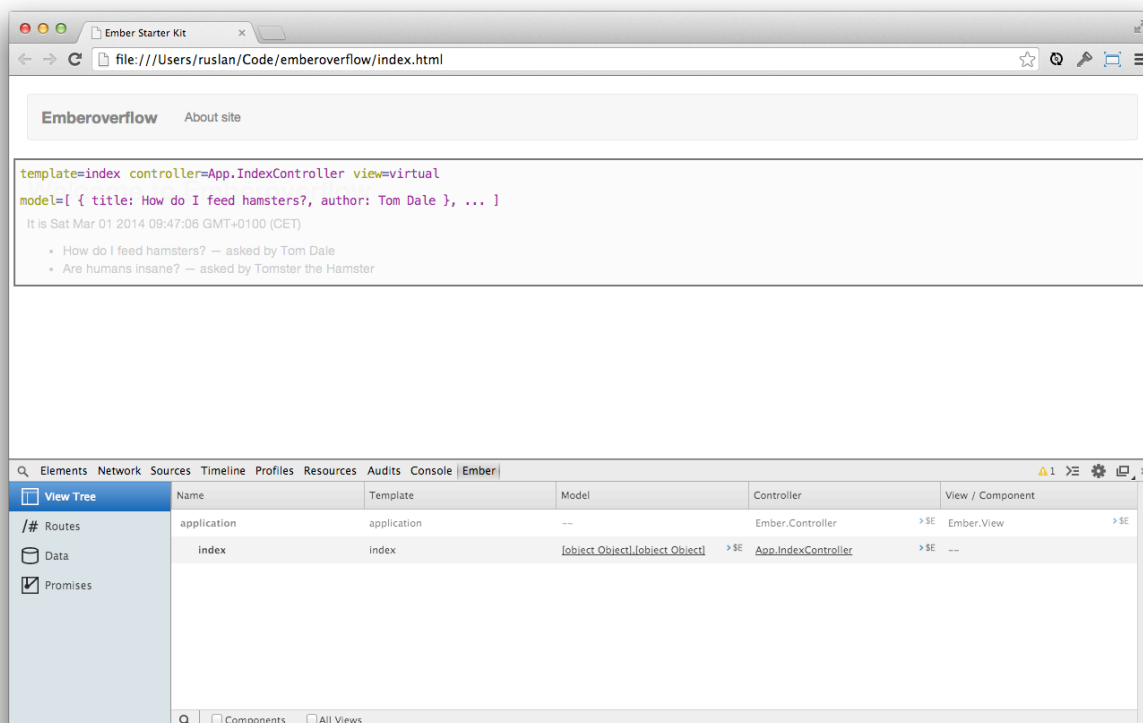 Ember Starter Kit
file:///Users/ruslan/Code/emberoverflow/index.html
Emberoverflow About site
template=index controller=App.IndexController view=virtual
Welcome to Emberoverflow
model=[ { title: How do I feed hamsters?, author: Tom Dale }, ... ]
It is Sat Mar 01 2014 09:47:06 GMT+0100 (CET)
• How do I feed hamsters? — asked by Tom Dale
• Are humans insane? — asked by Tomster the Hamster
Elements Network Sources Timeline Profiles Resources Audits Console Ember 1
View Tree Name Template Model Controller View / Component
/# Routes application application -- Ember.Controller >$E Ember.View >$E
index index [object Object],[object Object] >$E App.IndexController >$E --
Data
Promises
Components All Views